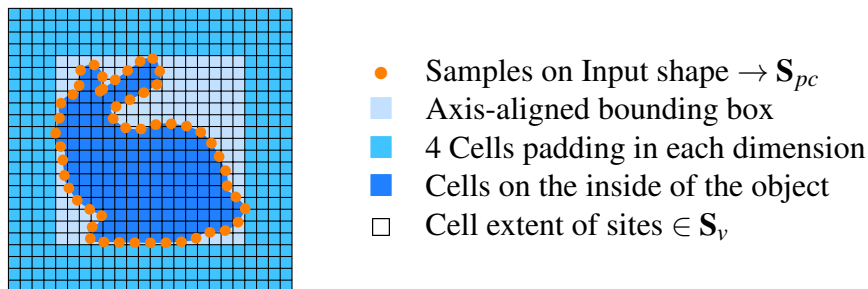 Samples on Input shape → S_pc
Axis-aligned bounding box
4 Cells padding in each dimension
Cells on the inside of the object
Cell extent of sites ∈ S_v